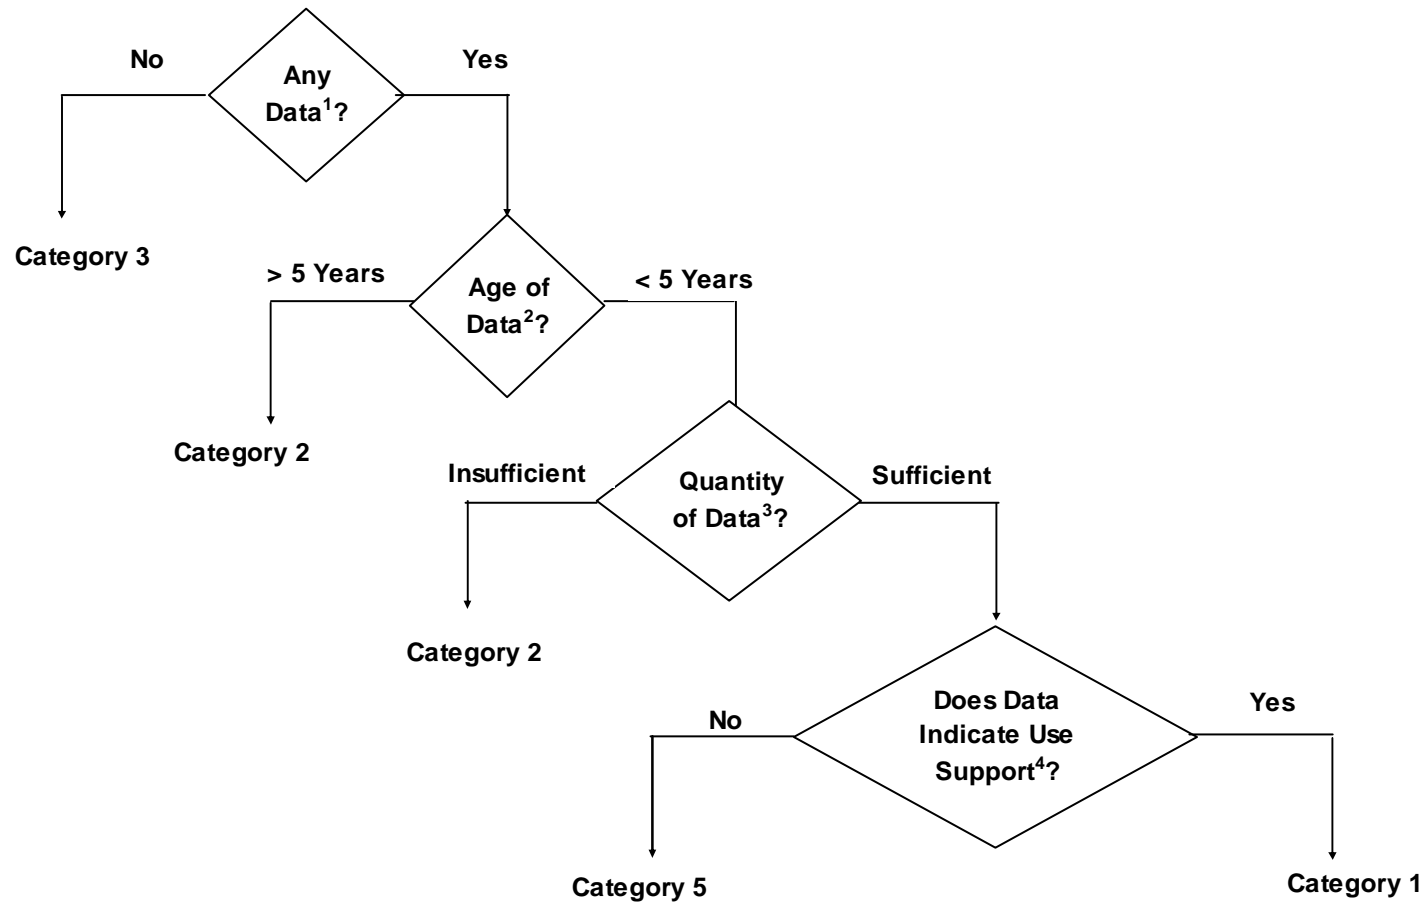 No
Yes
Any
Data¹?
Category 3
> 5 Years
Age of
Data²?
< 5 Years
Category 2
Insufficient
Quantity
of Data³?
Sufficient
Category 2
No
Does Data
Indicate Use
Support⁴?
Yes
Category 5
Category 1